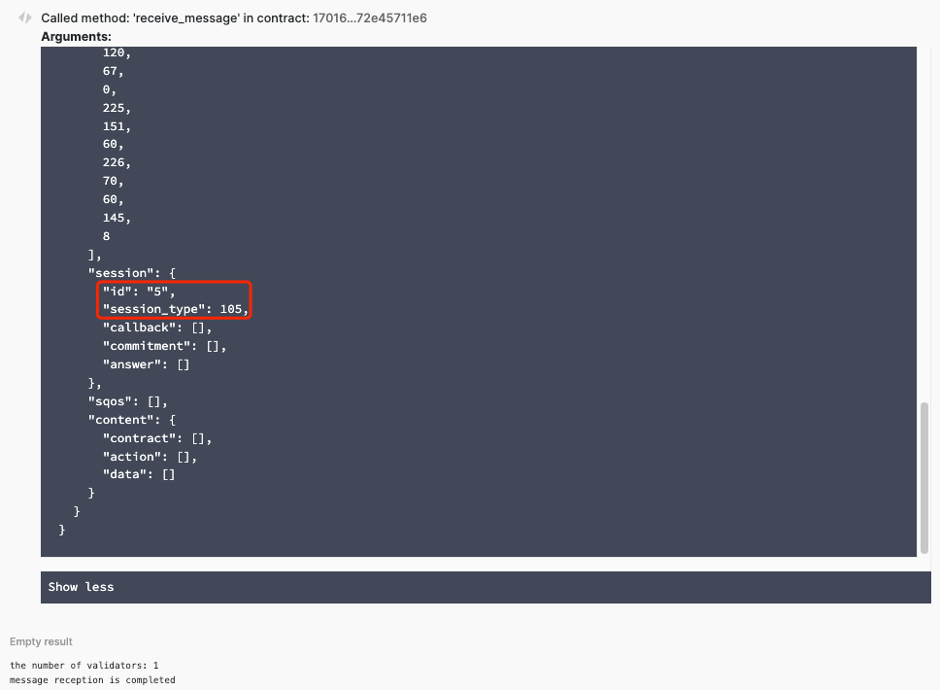 Called method: 'receive_message' in contract: 17016...72e45711e6
Arguments:
120,
67,
0,
225,
151,
60,
226,
70,
60,
145,
8
],
"session": {
"id": "5",
"session_type": 105,
"callback": [],
"commitment": [],
"answer": []
},
"sqos": [],
"content": {
"contract": [],
"action": [],
"data": []
}
}
}
Show less
Empty result
the number of validators: 1
message reception is completed